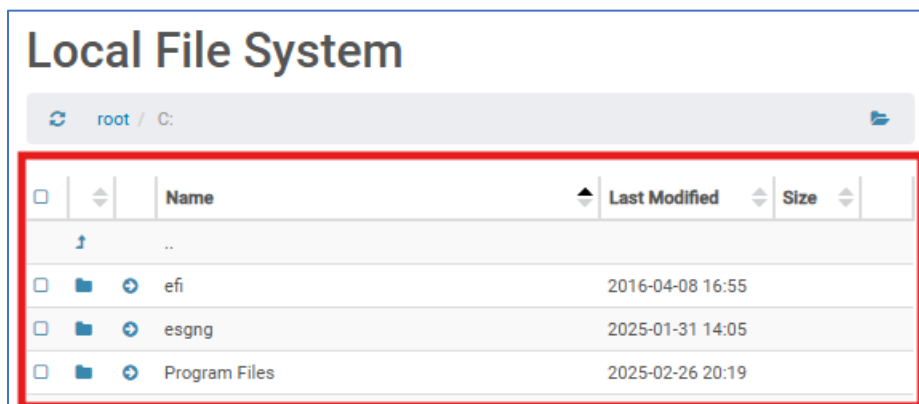 Local File System
root / C:
Name Last Modified Size
..
efi 2016-04-08 16:55
esgng 2025-01-31 14:05
Program Files 2025-02-26 20:19